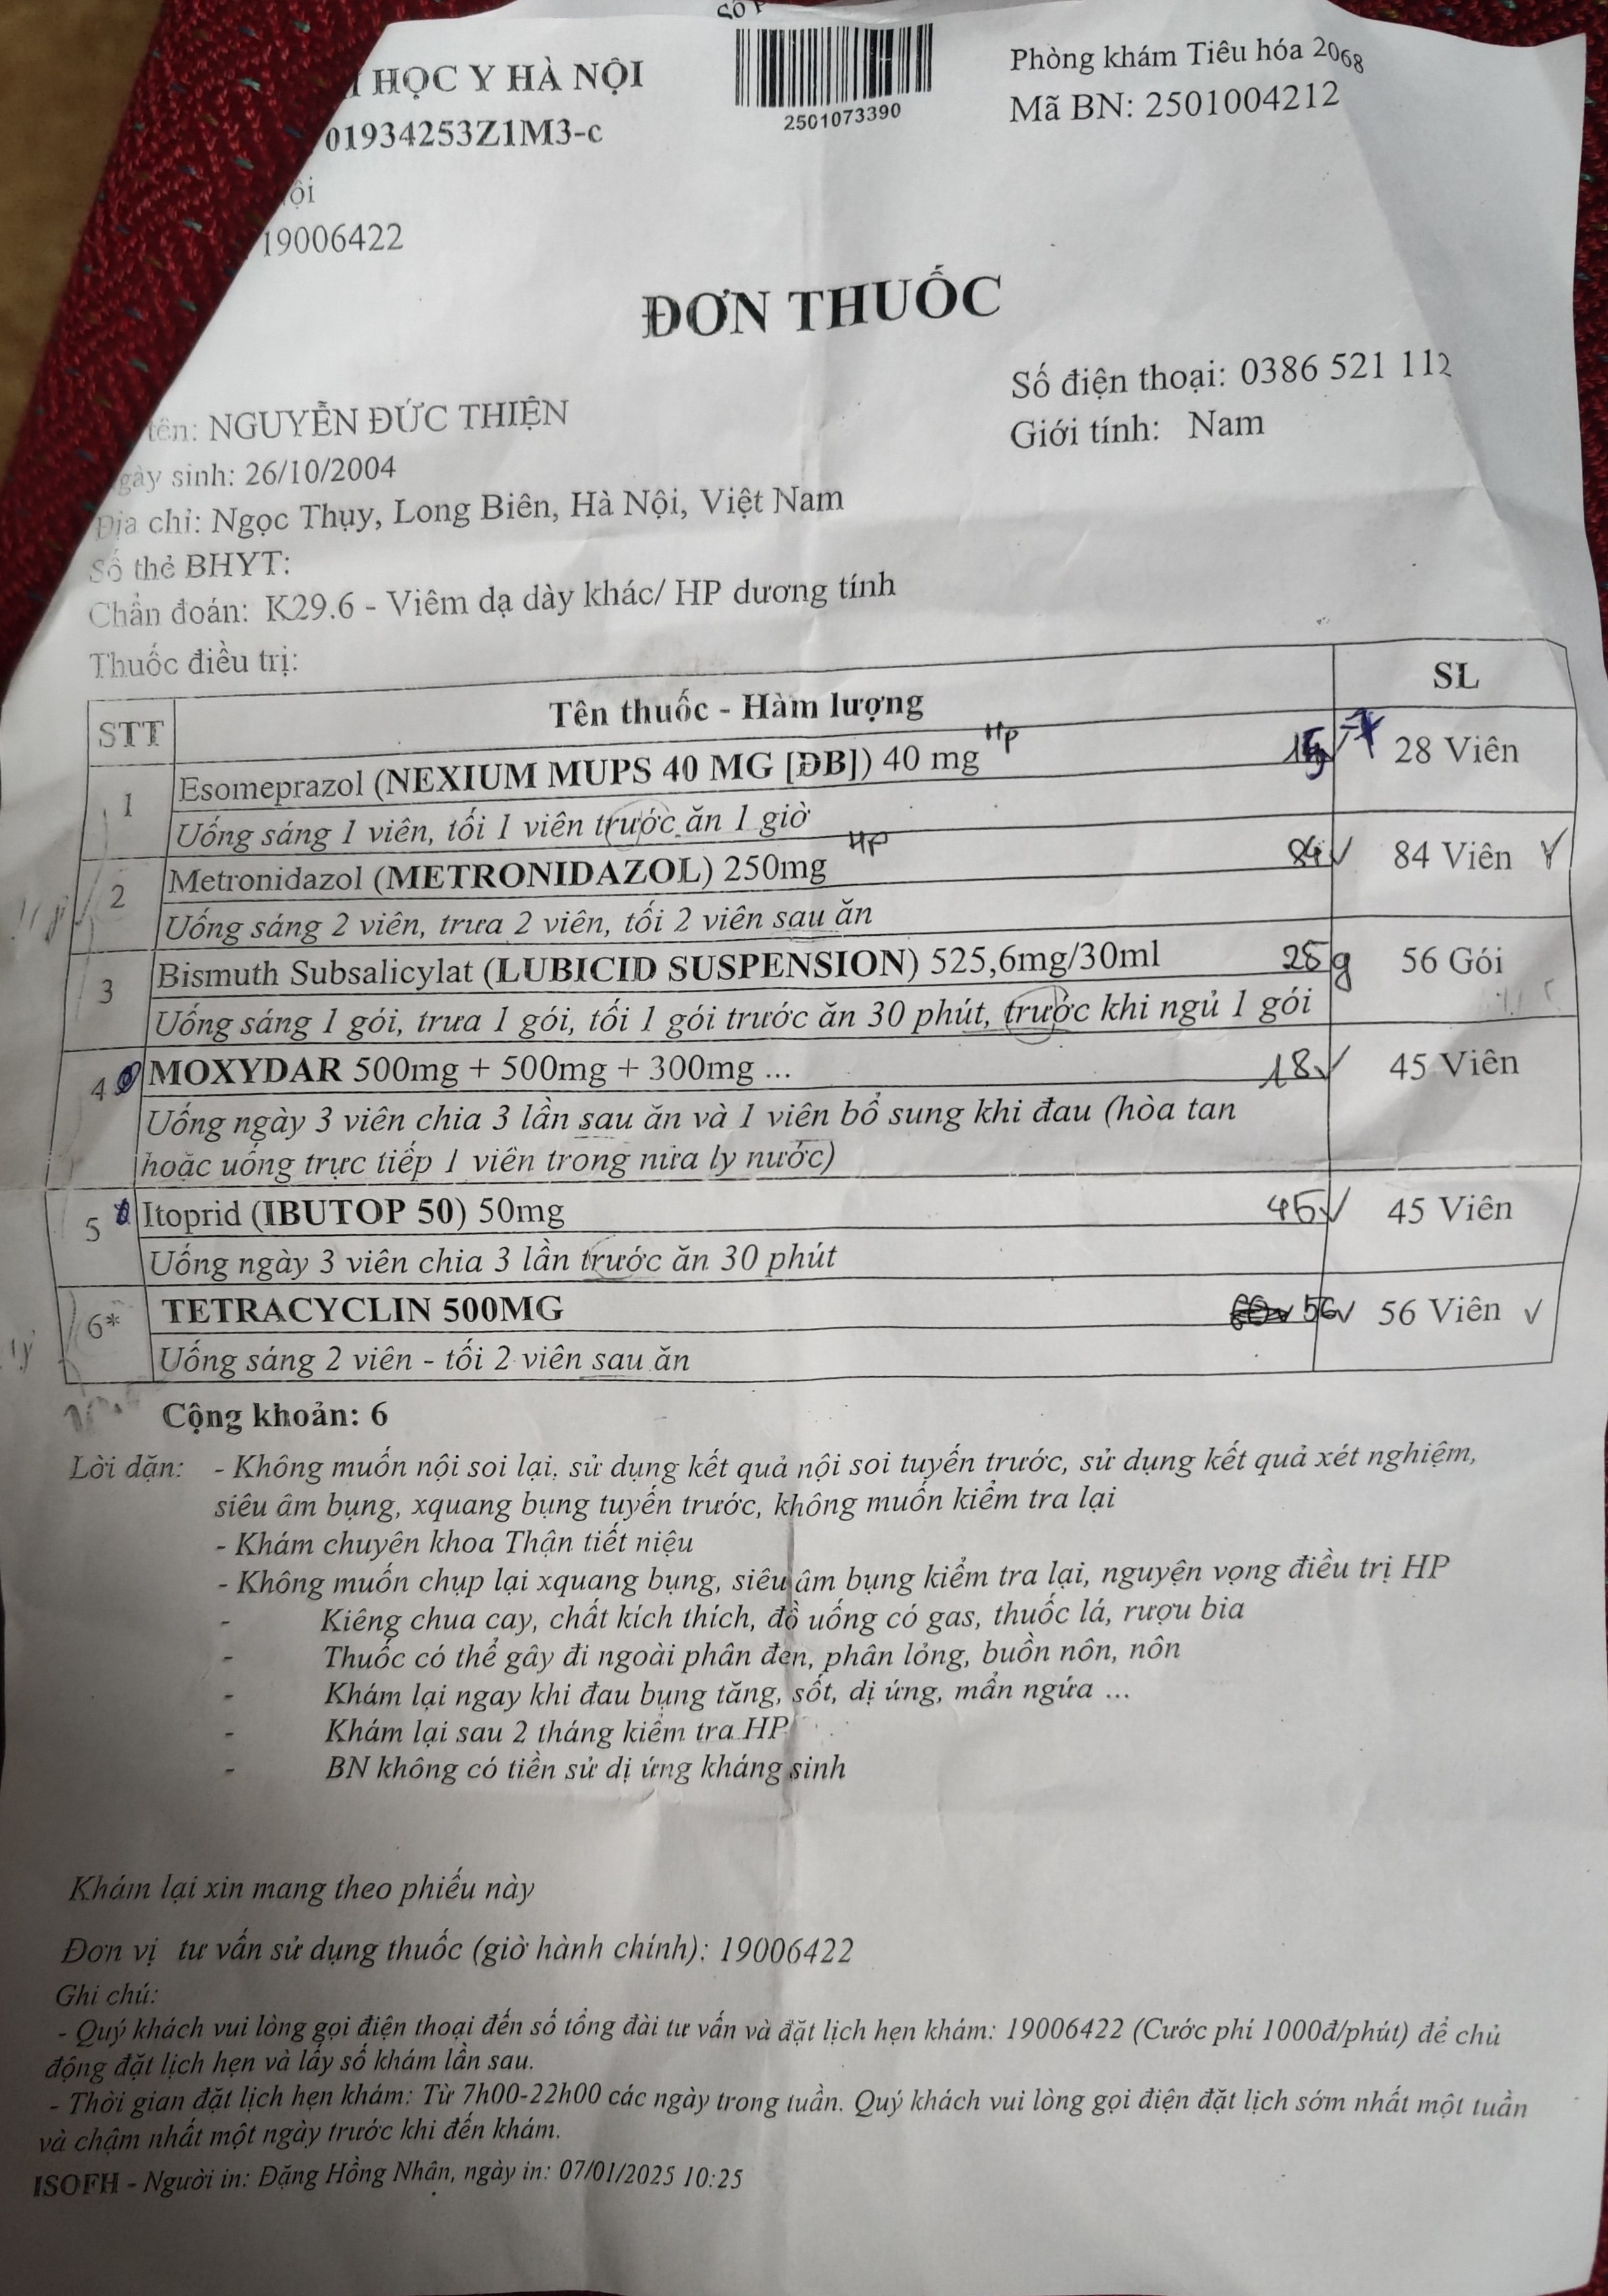 HỌC Y HÀ NỘI
2501073390
Phòng khám Tiêu hóa 2068
Mã BN: 2501004212
01934253Z1M3-c
ội
19006422
ĐƠN THUỐC
Số điện thoại: 0386 521 112
tên: NGUYỄN ĐỨC THIỆN
Giới tính: Nam
gày sinh: 26/10/2004
Địa chỉ: Ngọc Thụy, Long Biên, Hà Nội, Việt Nam
Số thẻ BHYT:
Chẩn đoán: K29.6 - Viêm dạ dày khác/ HP dương tính
Thuốc điều trị:
STT Tên thuốc - Hàm lượng SL
1 Esomeprazol (NEXIUM MUPS 40 MG [ĐB]) 40 mg HP 28 Viên
Uống sáng 1 viên, tối 1 viên trước ăn 1 giờ
2 Metronidazol (METRONIDAZOL) 250mg HP 84v 84 Viên
Uống sáng 2 viên, trưa 2 viên, tối 2 viên sau ăn
3 Bismuth Subsalicylat (LUBICID SUSPENSION) 525,6mg/30ml 25g 56 Gói
Uống sáng 1 gói, trưa 1 gói, tối 1 gói trước ăn 30 phút, trước khi ngủ 1 gói
4 MOXYDAR 500mg + 500mg + 300mg ... 18v 45 Viên
Uống ngày 3 viên chia 3 lần sau ăn và 1 viên bổ sung khi đau (hòa tan
hoặc uống trực tiếp 1 viên trong nửa ly nước)
5 Itoprid (IBUTOP 50) 50mg 45v 45 Viên
Uống ngày 3 viên chia 3 lần trước ăn 30 phút
6* TETRACYCLIN 500MG 56v 56 Viên
Uống sáng 2 viên - tối 2 viên sau ăn
Cộng khoản: 6
Lời dặn: - Không muốn nội soi lại, sử dụng kết quả nội soi tuyến trước, sử dụng kết quả xét nghiệm,
siêu âm bụng, xquang bụng tuyến trước, không muốn kiểm tra lại
- Khám chuyên khoa Thận tiết niệu
- Không muốn chụp lại xquang bụng, siêu âm bụng kiểm tra lại, nguyện vọng điều trị HP
- Kiêng chua cay, chất kích thích, đồ uống có gas, thuốc lá, rượu bia
- Thuốc có thể gây đi ngoài phân đen, phân lỏng, buồn nôn, nôn
- Khám lại ngay khi đau bụng tăng, sốt, dị ứng, mẩn ngứa ...
- Khám lại sau 2 tháng kiểm tra HP
- BN không có tiền sử dị ứng kháng sinh
Khám lại xin mang theo phiếu này
Đơn vị tư vấn sử dụng thuốc (giờ hành chính): 19006422
Ghi chú:
- Quý khách vui lòng gọi điện thoại đến số tổng đài tư vấn và đặt lịch hẹn khám: 19006422 (Cước phí 1000đ/phút) để chủ
động đặt lịch hẹn và lấy số khám lần sau.
- Thời gian đặt lịch hẹn khám: Từ 7h00-22h00 các ngày trong tuần. Quý khách vui lòng gọi điện đặt lịch sớm nhất một tuần
và chậm nhất một ngày trước khi đến khám.
ISOFH - Người in: Đặng Hồng Nhận, ngày in: 07/01/2025 10:25